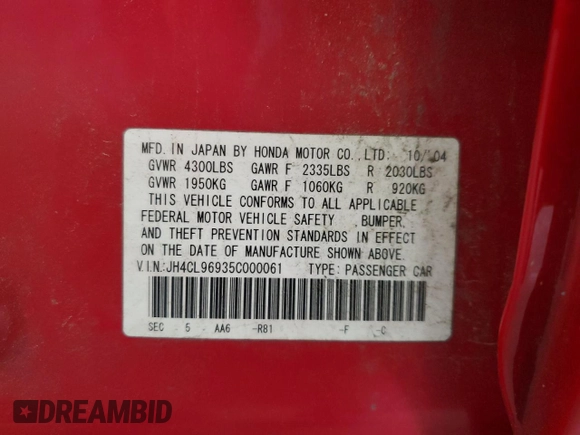 MFD. IN JAPAN BY HONDA MOTOR CO.,LTD. 10/04
GVWR 4300LBS GAWR F 2335LBS R 2030LBS
GVWR 1950KG GAWR F 1060KG R 920KG
THIS VEHICLE CONFORMS TO ALL APPLICABLE
FEDERAL MOTOR VEHICLE SAFETY , BUMPER,
AND THEFT PREVENTION STANDARDS IN EFFECT
ON THE DATE OF MANUFACTURE SHOWN ABOVE.
V.I.N.:JH4CL96935C000061 TYPE: PASSENGER CAR
SEC 5 - AA6 -R81 -F -C
DREAMBID